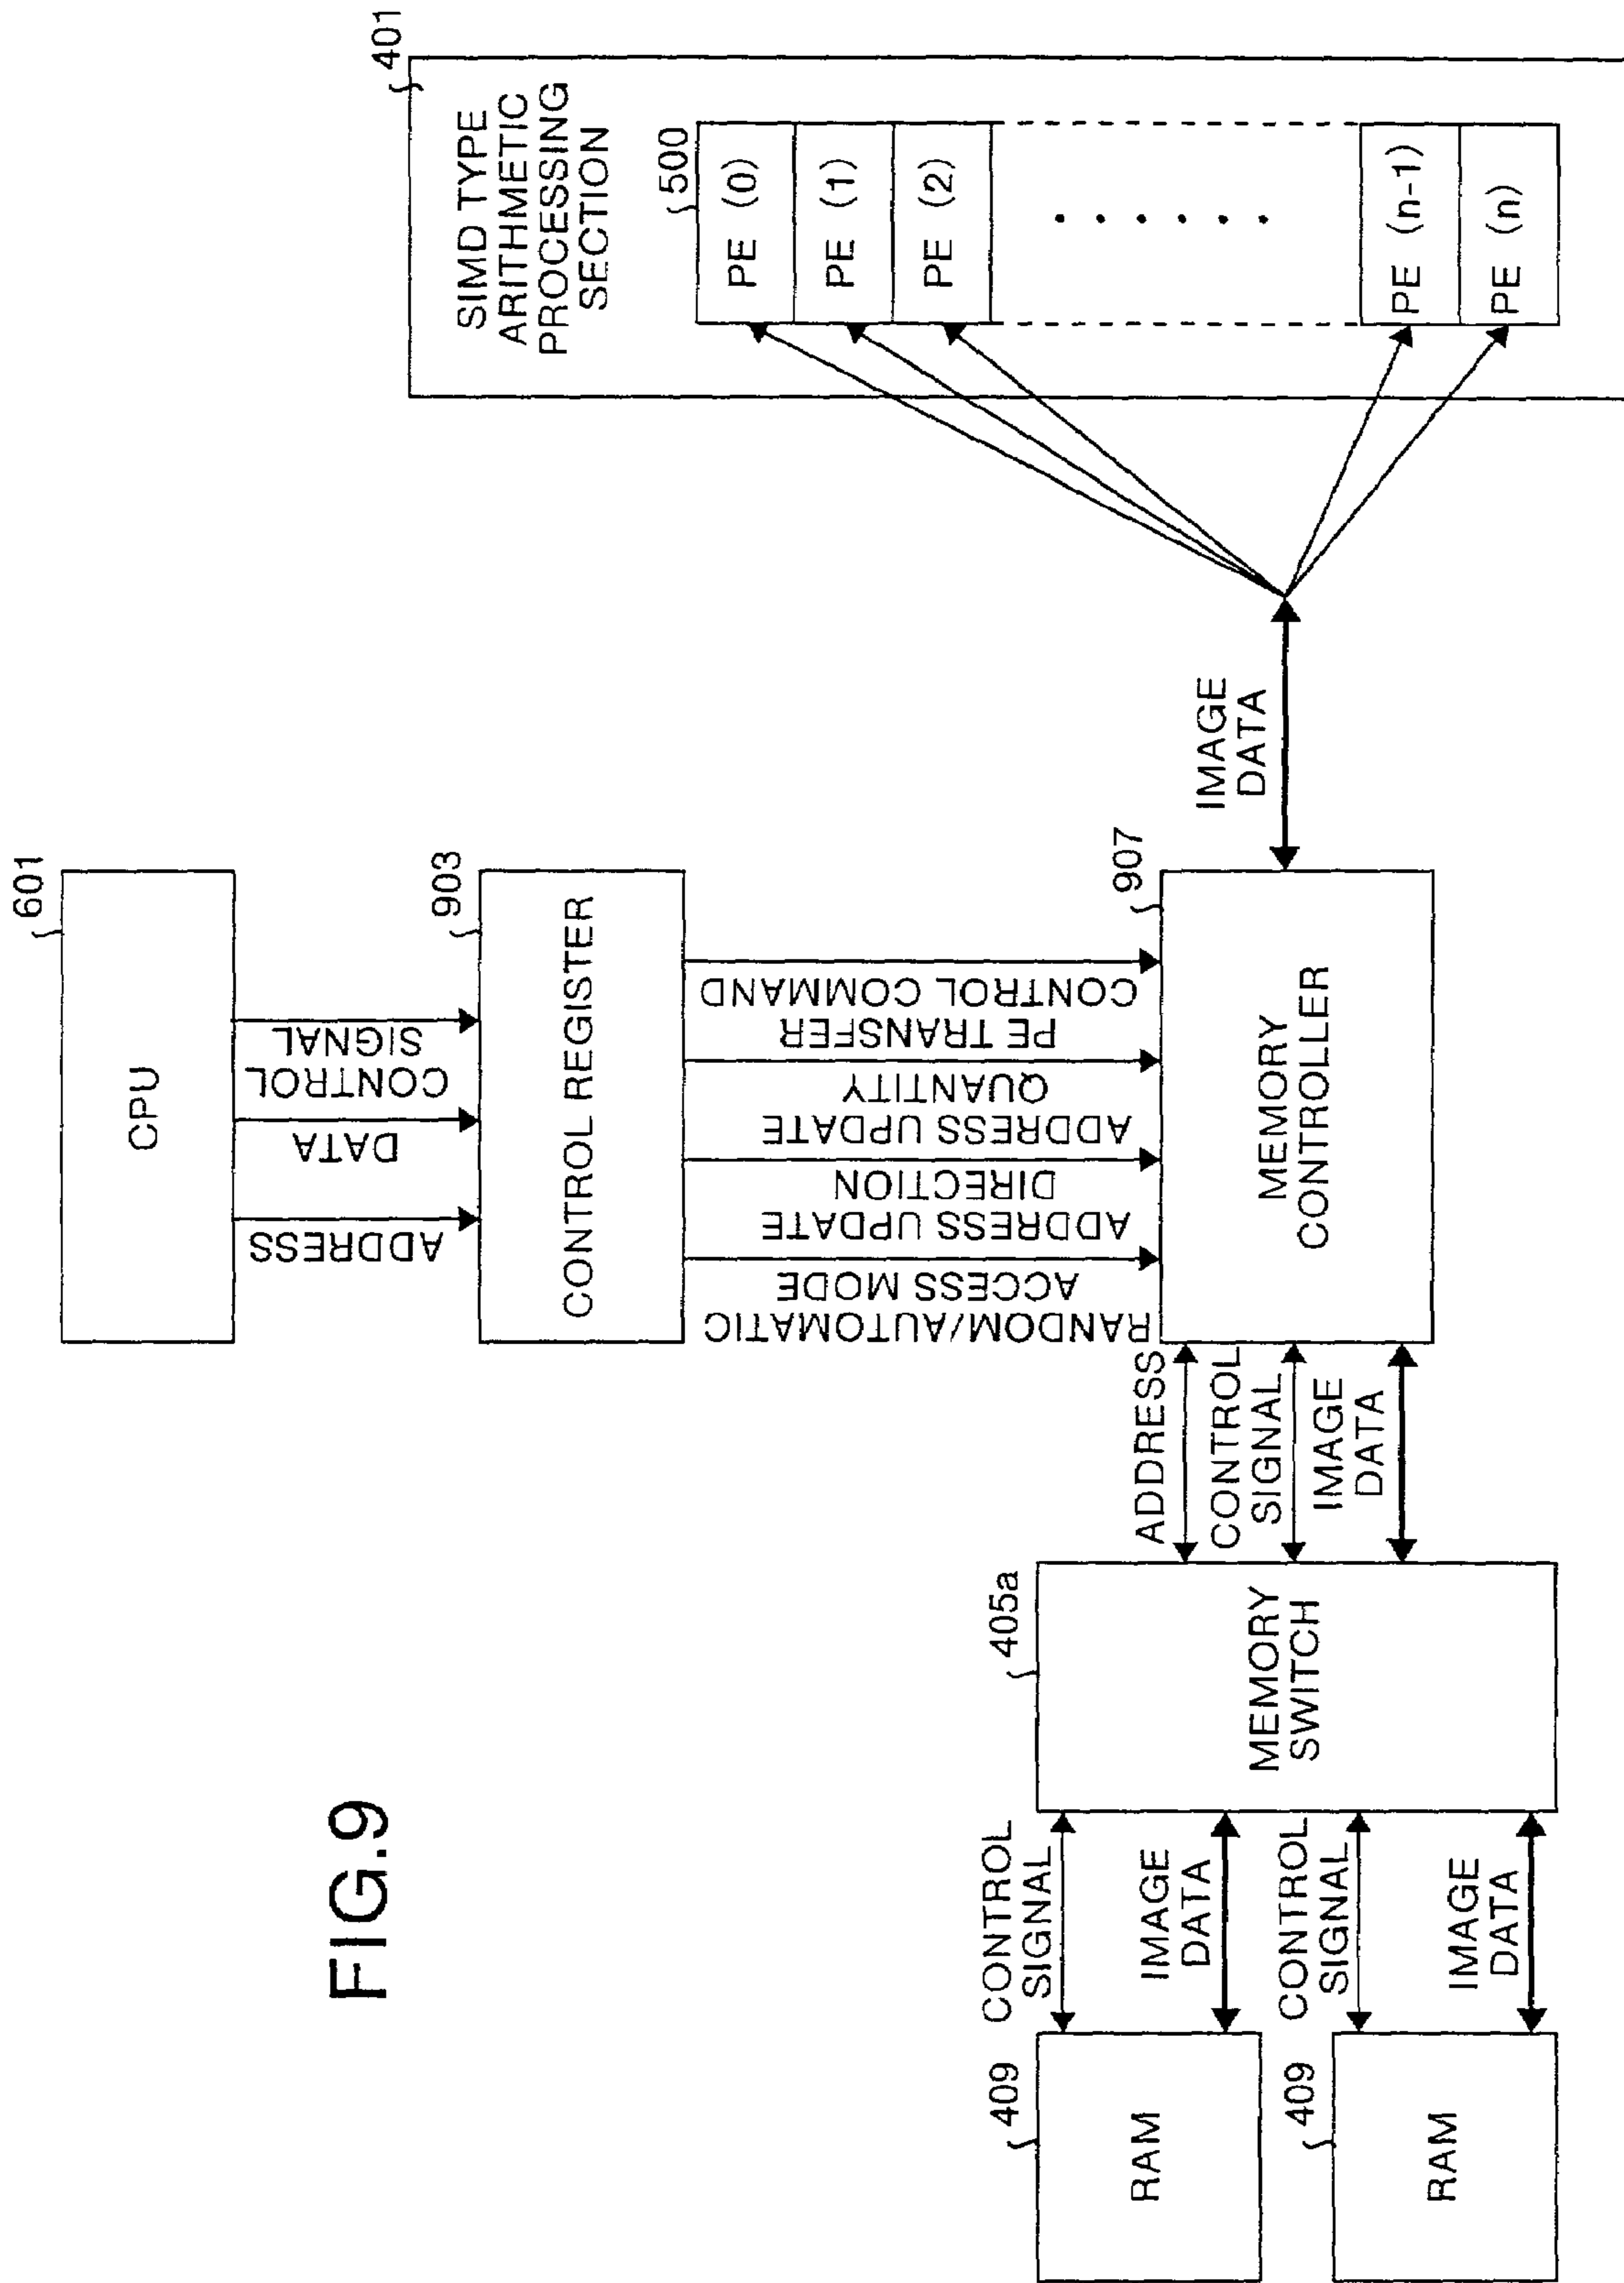 FIG.9
601
CPU
ADDRESS
DATA
CONTROL
SIGNAL
903
CONTROL REGISTER
RANDOM/AUTOMATIC
ACCESS MODE
ADDRESS UPDATE
DIRECTION
ADDRESS UPDATE
QUANTITY
PE TRANSFER
CONTROL COMMAND
409
RAM
CONTROL
SIGNAL
IMAGE
DATA
409
RAM
CONTROL
SIGNAL
IMAGE
DATA
405a
MEMORY
SWITCH
ADDRESS
CONTROL
SIGNAL
IMAGE
DATA
907
MEMORY
CONTROLLER
IMAGE
DATA
401
SIMD TYPE
ARITHMETIC
PROCESSING
SECTION
500
PE (0)
PE (1)
PE (2)
PE (n-1)
PE (n)